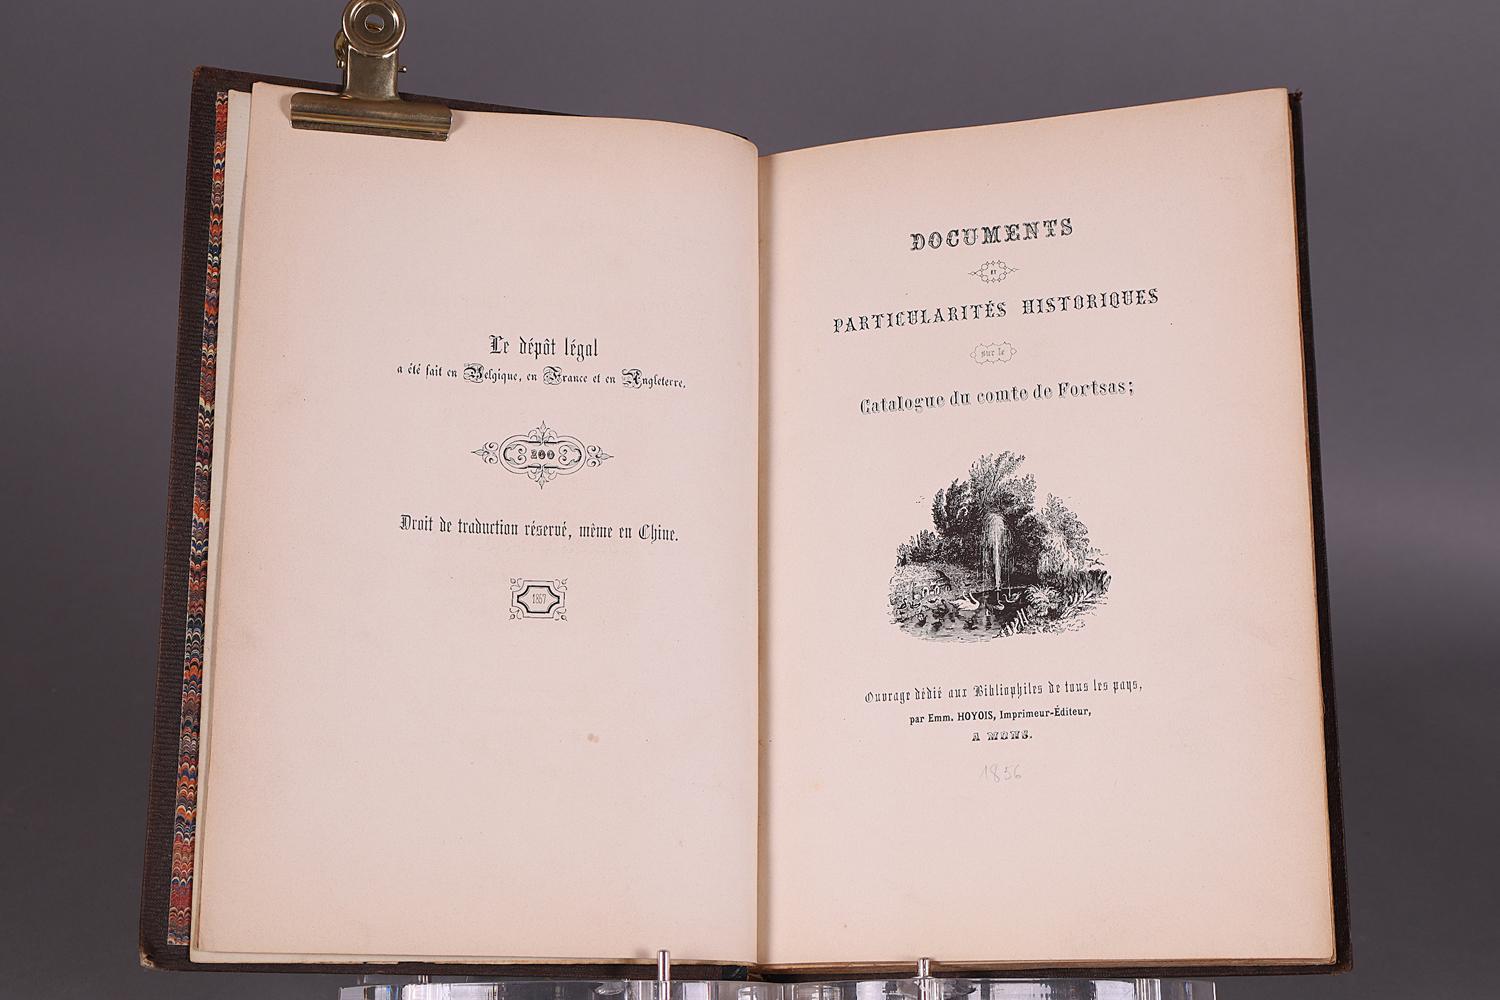 Le dépôt légal
a été fait en Belgique, en France et en Angleterre.
200
Droit de traduction réservé, même en Chine.
1857
DOCUMENTS
ET
PARTICULARITÉS HISTORIQUES
sur le
Catalogue du comte de Fortsas;
Ouvrage dédié aux Bibliophiles de tous les pays,
par Emm. HOYOIS, Imprimeur-Éditeur,
A MONS.
1856